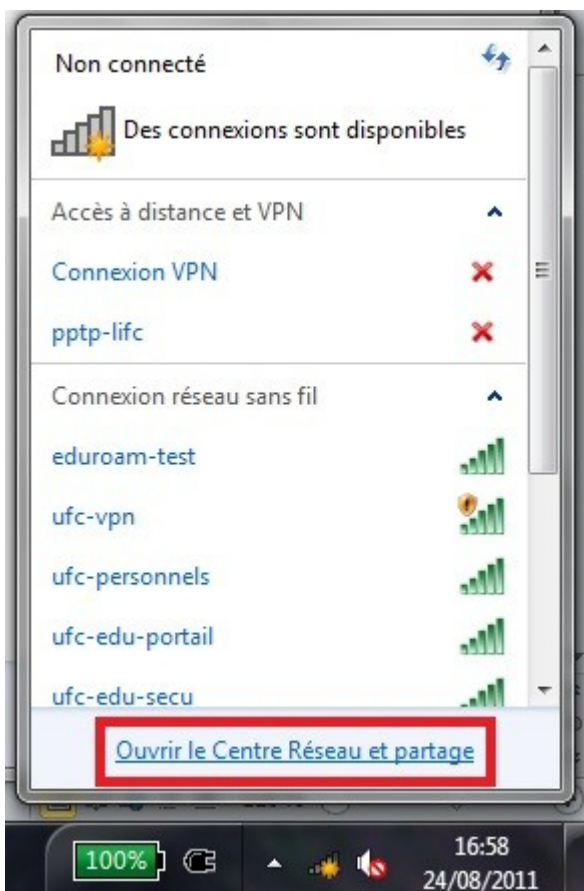 Non connecté
Des connexions sont disponibles
Accès à distance et VPN
Connexion VPN
pptp-lifc
Connexion réseau sans fil
eduroam-test
ufc-vpn
ufc-personnels
ufc-edu-portail
ufc-edu-secu
Ouvrir le Centre Réseau et partage
100%
16:58
24/08/2011